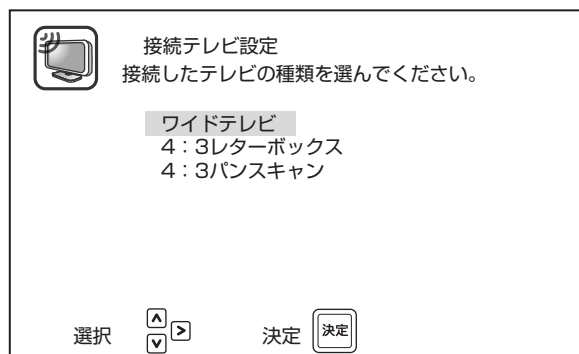 接続テレビ設定
接続したテレビの種類を選んでください。
ワイドテレビ
4：3レターボックス
4：3パンスキャン
選択 決定 決定